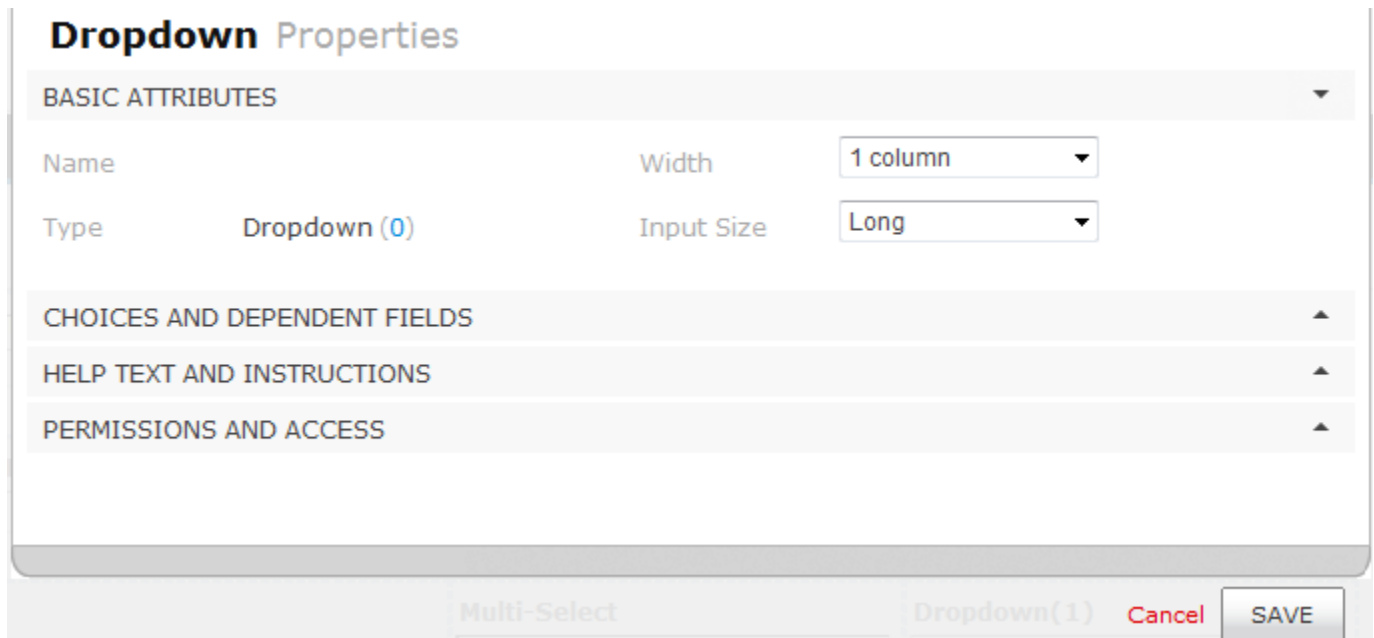 Dropdown Properties
BASIC ATTRIBUTES
Name Width 1 column
Type Dropdown (0) Input Size Long
CHOICES AND DEPENDENT FIELDS
HELP TEXT AND INSTRUCTIONS
PERMISSIONS AND ACCESS
Multi-Select Dropdown(1) Cancel SAVE